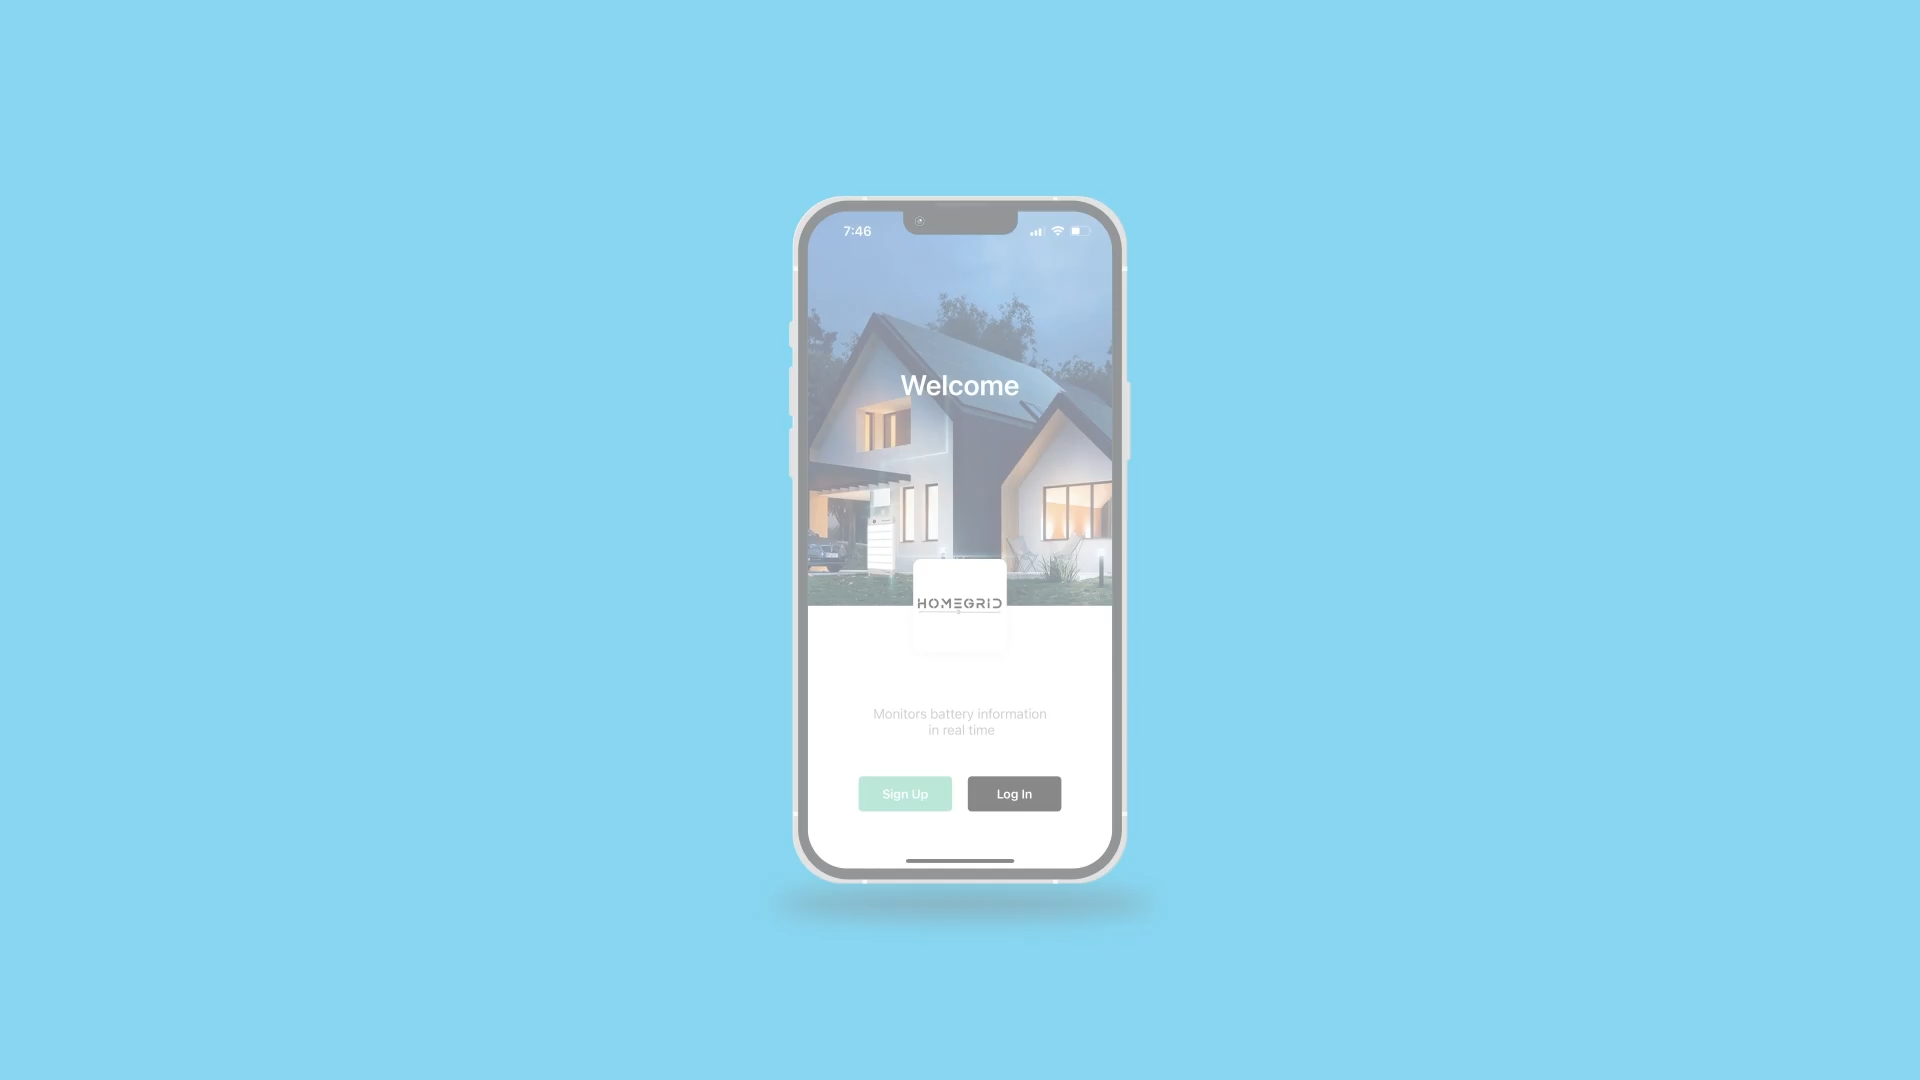 7:46
Welcome
HOMEGRID
Monitors battery information
in real time
Sign Up
Log In